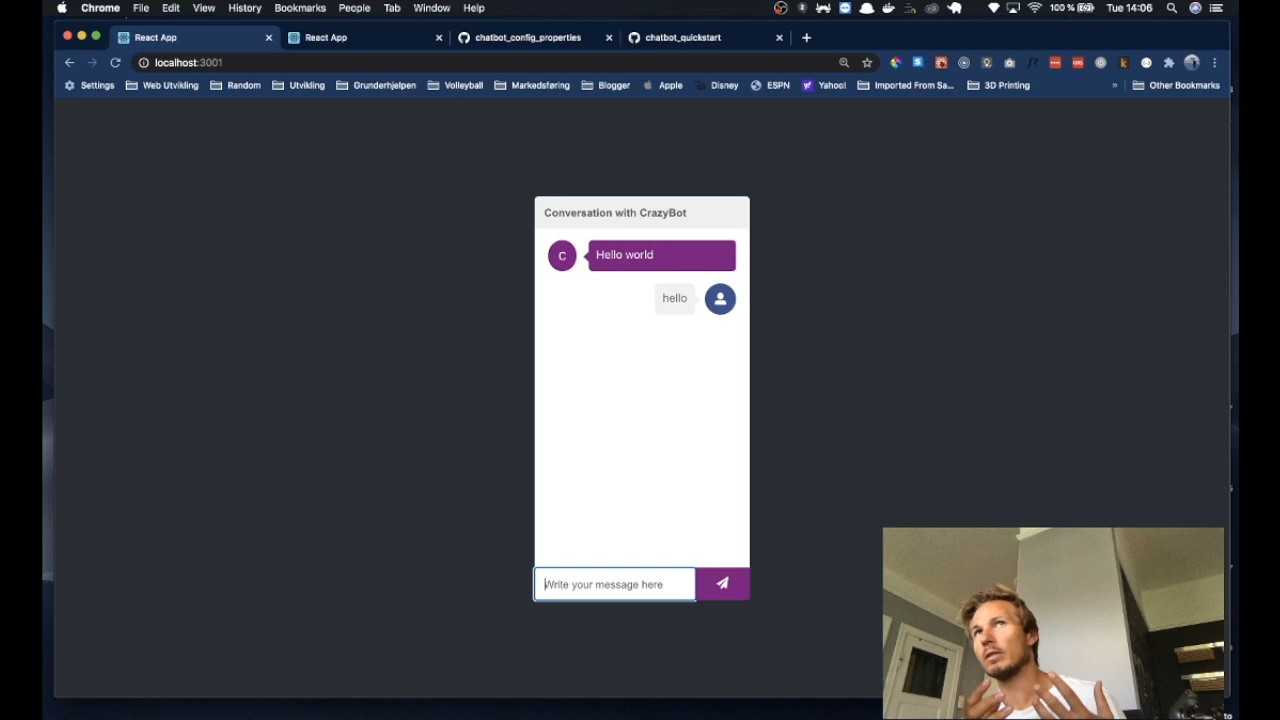 Chrome File Edit View History Bookmarks People Tab Window Help 100 % Tue 14:06
React App React App chatbot_config_properties chatbot_quickstart
localhost:3001
Settings Web Utvikling Random Utvikling Grunderhjelpen Volleyball Markedsføring Blogger Apple Disney ESPN Yahoo! Imported From Sa... 3D Printing » Other Bookmarks
Conversation with CrazyBot
C Hello world
hello
Write your message here
to